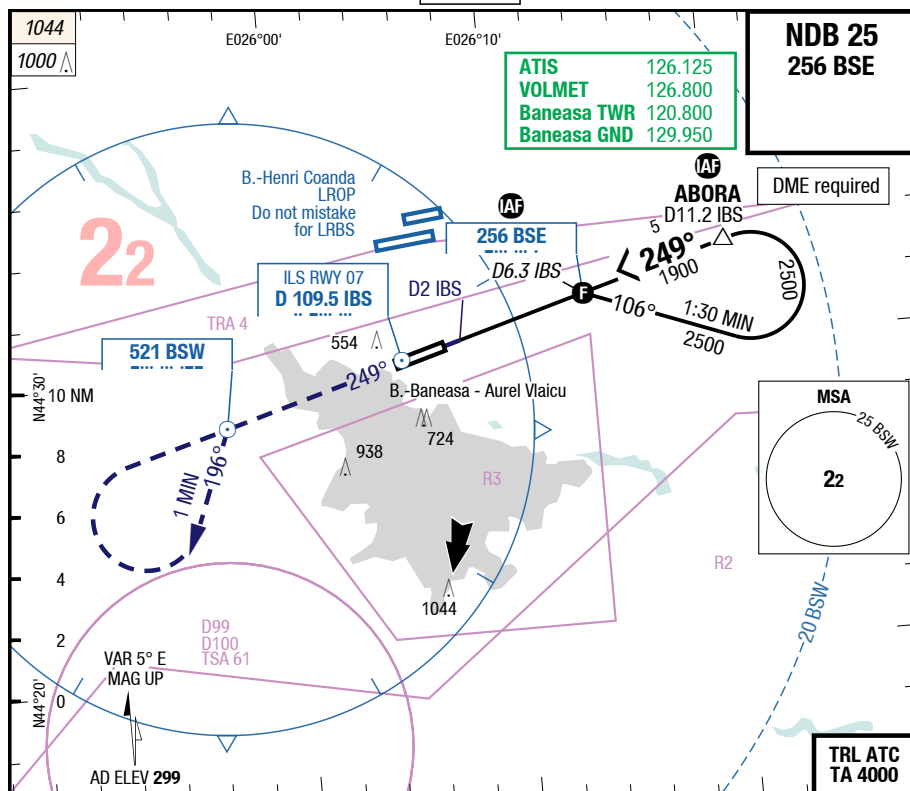 1044
1000
E026°00'
E026°10'
NDB 25
256 BSE
ATIS 126.125
VOLMET 126.800
Baneasa TWR 120.800
Baneasa GND 129.950
IAF
ABORA
D11.2 IBS
DME required
B.-Henri Coanda
LROP
Do not mistake
for LRBS
IAF
256 BSE
22
5
249°
1900
2500
D6.3 IBS
ILS RWY 07
D 109.5 IBS
D2 IBS
F
106°
1:30 MIN
2500
TRA 4
554
521 BSW
249°
N44°30'
10 NM
B.-Baneasa - Aurel Vlaicu
MSA
25 BSW
22
724
938
8
196°
1 MIN
R3
6
R2
4
1044
20 BSW
D99
D100
TSA 61
2
VAR 5° E
MAG UP
N44°20'
0
AD ELEV 299
TRL ATC
TA 4000